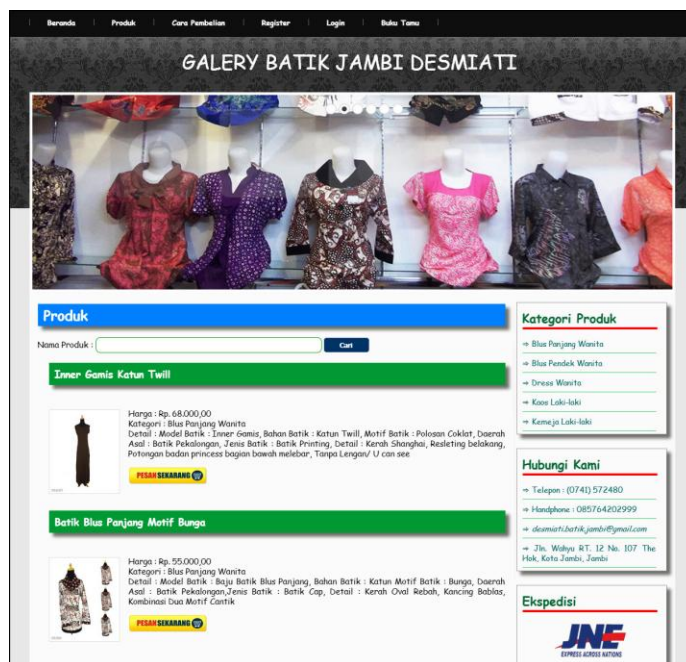 Beranda
Produk
Cara Pembelian
Register
Login
Buku Tamu
GALERY BATIK JAMBI DESMIATI
Produk
Nama Produk :
Cari
Inner Gamis Katun Twill
Harga : Rp. 68.000,00
Kategori : Blus Panjang Wanita
Detail : Model Batik : Inner Gamis, Bahan Batik : Katun Twill, Motif Batik : Polosan Coklat, Daerah
Asal : Batik Pekalongan, Jenis Batik : Batik Printing, Detail : Kerah Shanghai, Resleting belakang,
Potongan badan princess bagian bawah melebar, Tanpa Lengan/ U can see
PESAN SEKARANG
Batik Blus Panjang Motif Bunga
Harga : Rp. 55.000,00
Kategori : Blus Panjang Wanita
Detail : Model Batik : Baju Batik Blus Panjang, Bahan Batik : Katun Motif Batik : Bunga, Daerah
Asal : Batik Pekalongan,Jenis Batik : Batik Cap, Detail : Kerah Oval Rebah, Kancing Bablas,
Kombinasi Dua Motif Cantik
PESAN SEKARANG
Kategori Produk
⇒ Blus Panjang Wanita
⇒ Blus Pendek Wanita
⇒ Dress Wanita
⇒ Kaos Laki-laki
⇒ Kemeja Laki-laki
Hubungi Kami
⇒ Telepon : (0741) 572480
⇒ Handphone : 085764202999
⇒ desmiati.batik.jambi@gmail.com
⇒ Jln. Wahyu RT. 12 No. 107 The
Hok, Kota Jambi, Jambi
Ekspedisi
JNE
EXPRESS ACROSS NATIONS